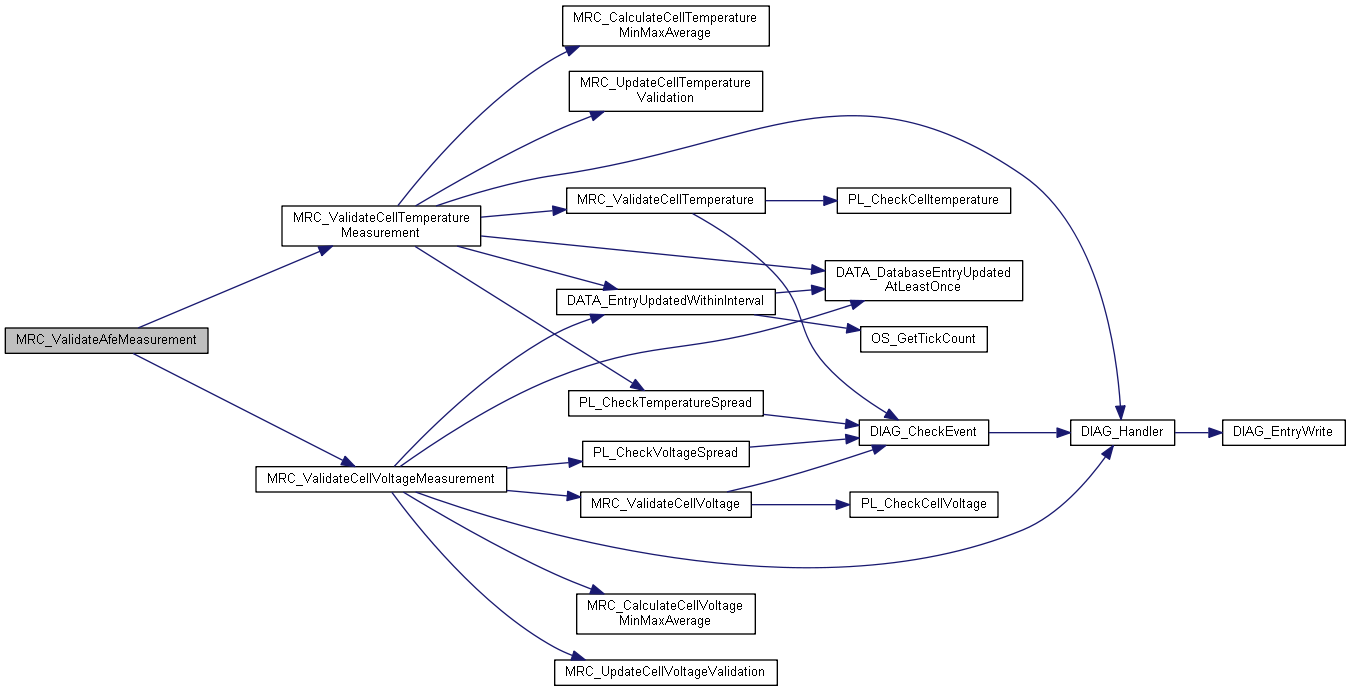 MRC_CalculateCellTemperature
MinMaxAverage
MRC_UpdateCellTemperature
Validation
MRC_ValidateCellTemperature
PL_CheckCelltemperature
MRC_ValidateCellTemperature
Measurement
DATA_DatabaseEntryUpdated
AtLeastOnce
DATA_EntryUpdatedWithinInterval
MRC_ValidateAfeMeasurement
OS_GetTickCount
PL_CheckTemperatureSpread
DIAG_CheckEvent
DIAG_Handler
DIAG_EntryWrite
PL_CheckVoltageSpread
MRC_ValidateCellVoltageMeasurement
MRC_ValidateCellVoltage
PL_CheckCellVoltage
MRC_CalculateCellVoltage
MinMaxAverage
MRC_UpdateCellVoltageValidation